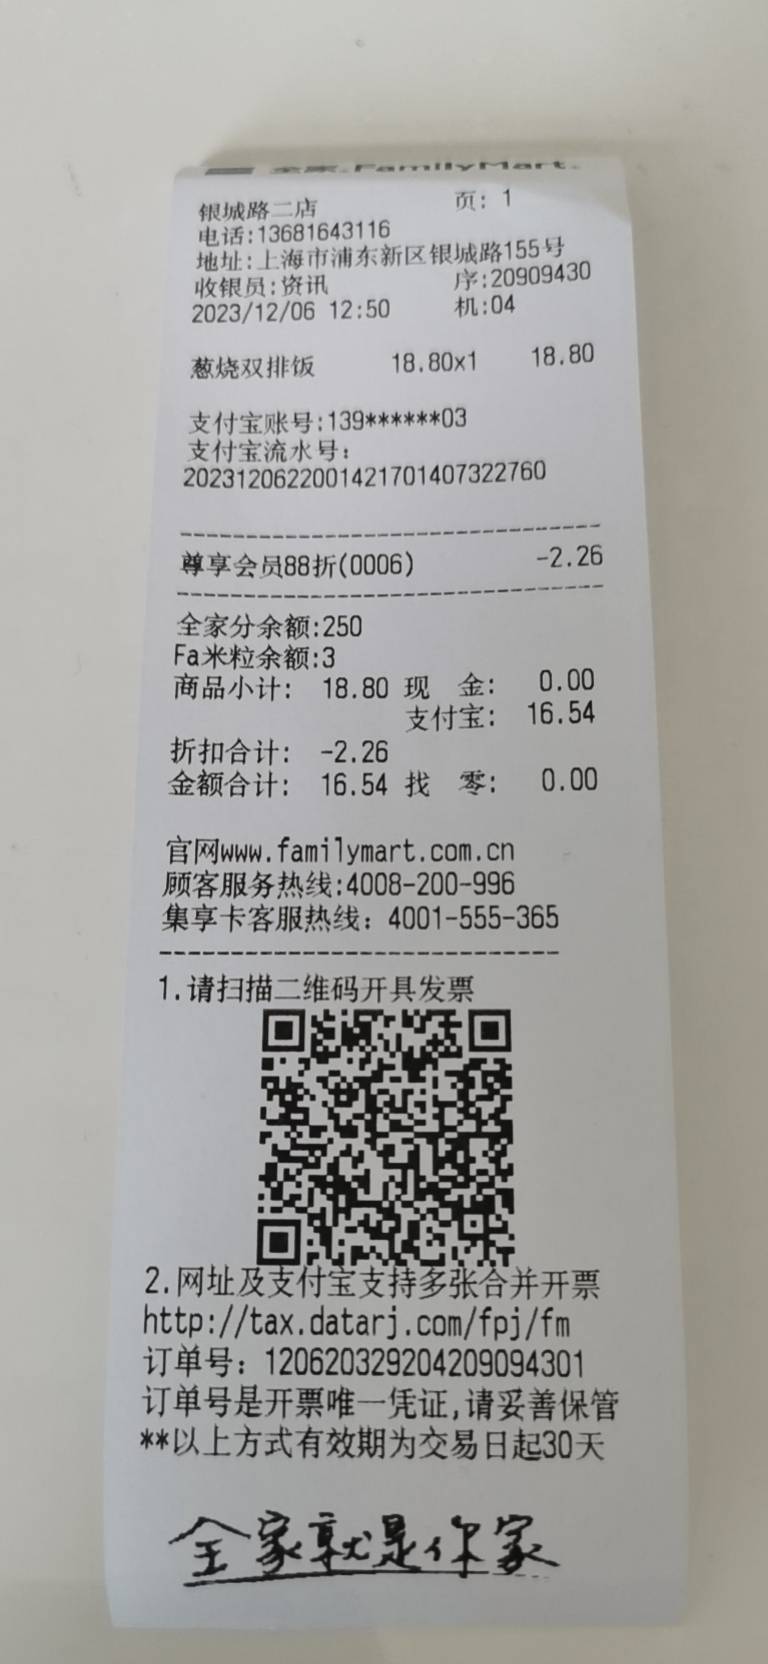 全家 FamilyMart.
银城路二店 页: 1
电话:13681643116
地址:上海市浦东新区银城路155号
收银员:资讯 序:20909430
2023/12/06 12:50 机:04
葱烧双排饭 18.80x1 18.80
支付宝账号:139******03
支付宝流水号:
2023120622001421701407322760
尊享会员88折(0006) -2.26
全家分余额:250
Fa米粒余额:3
商品小计: 18.80 现 金: 0.00
支付宝: 16.54
折扣合计: -2.26
金额合计: 16.54 找 零: 0.00
官网www.familymart.com.cn
顾客服务热线:4008-200-996
集享卡客服热线: 4001-555-365
1.请扫描二维码开具发票
2.网址及支付宝支持多张合并开票
http://tax.datarj.com/fpj/fm
订单号: 120620329204209094301
订单号是开票唯一凭证,请妥善保管
**以上方式有效期为交易日起30天
全家就是你家